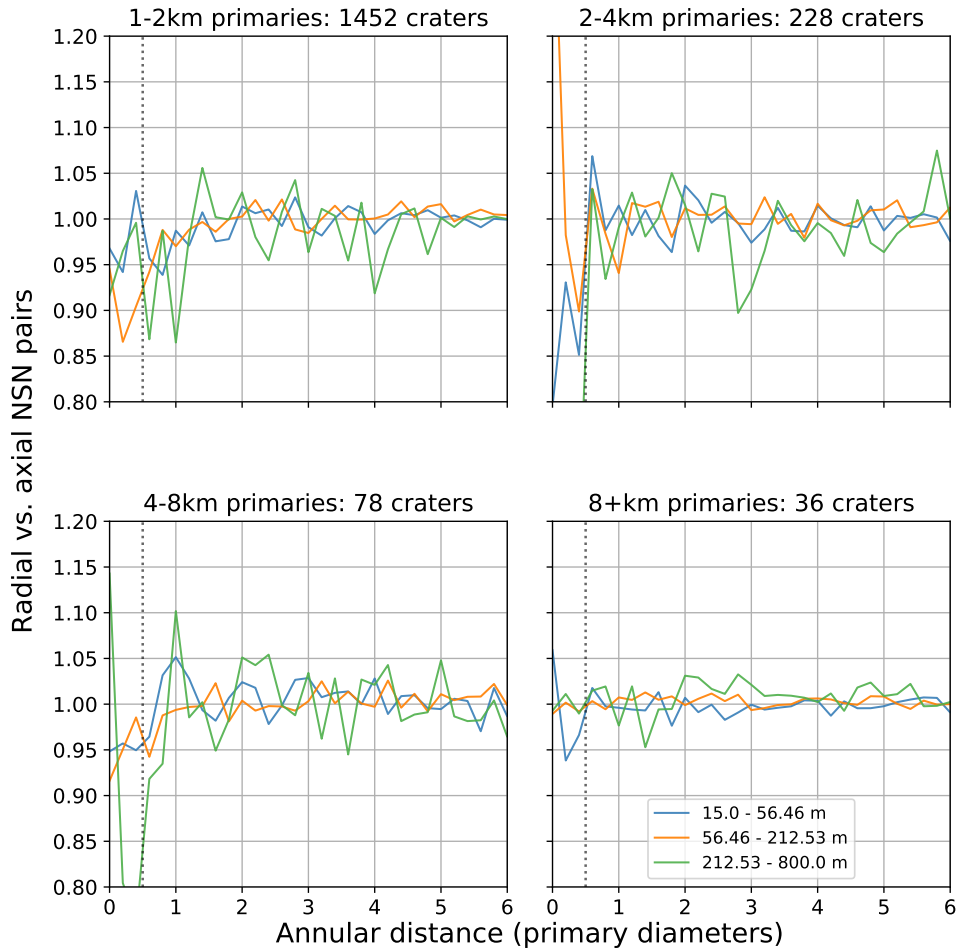 1-2km primaries: 1452 craters
2-4km primaries: 228 craters
1.20
1.15
1.10
1.05
1.00
0.95
0.90
0.85
0.80
Radial vs. axial NSN pairs
4-8km primaries: 78 craters
8+km primaries: 36 craters
1.20
1.15
1.10
1.05
1.00
0.95
0.90
0.85
0.80
15.0 - 56.46 m
56.46 - 212.53 m
212.53 - 800.0 m
0 1 2 3 4 5 6
0 1 2 3 4 5 6
Annular distance (primary diameters)